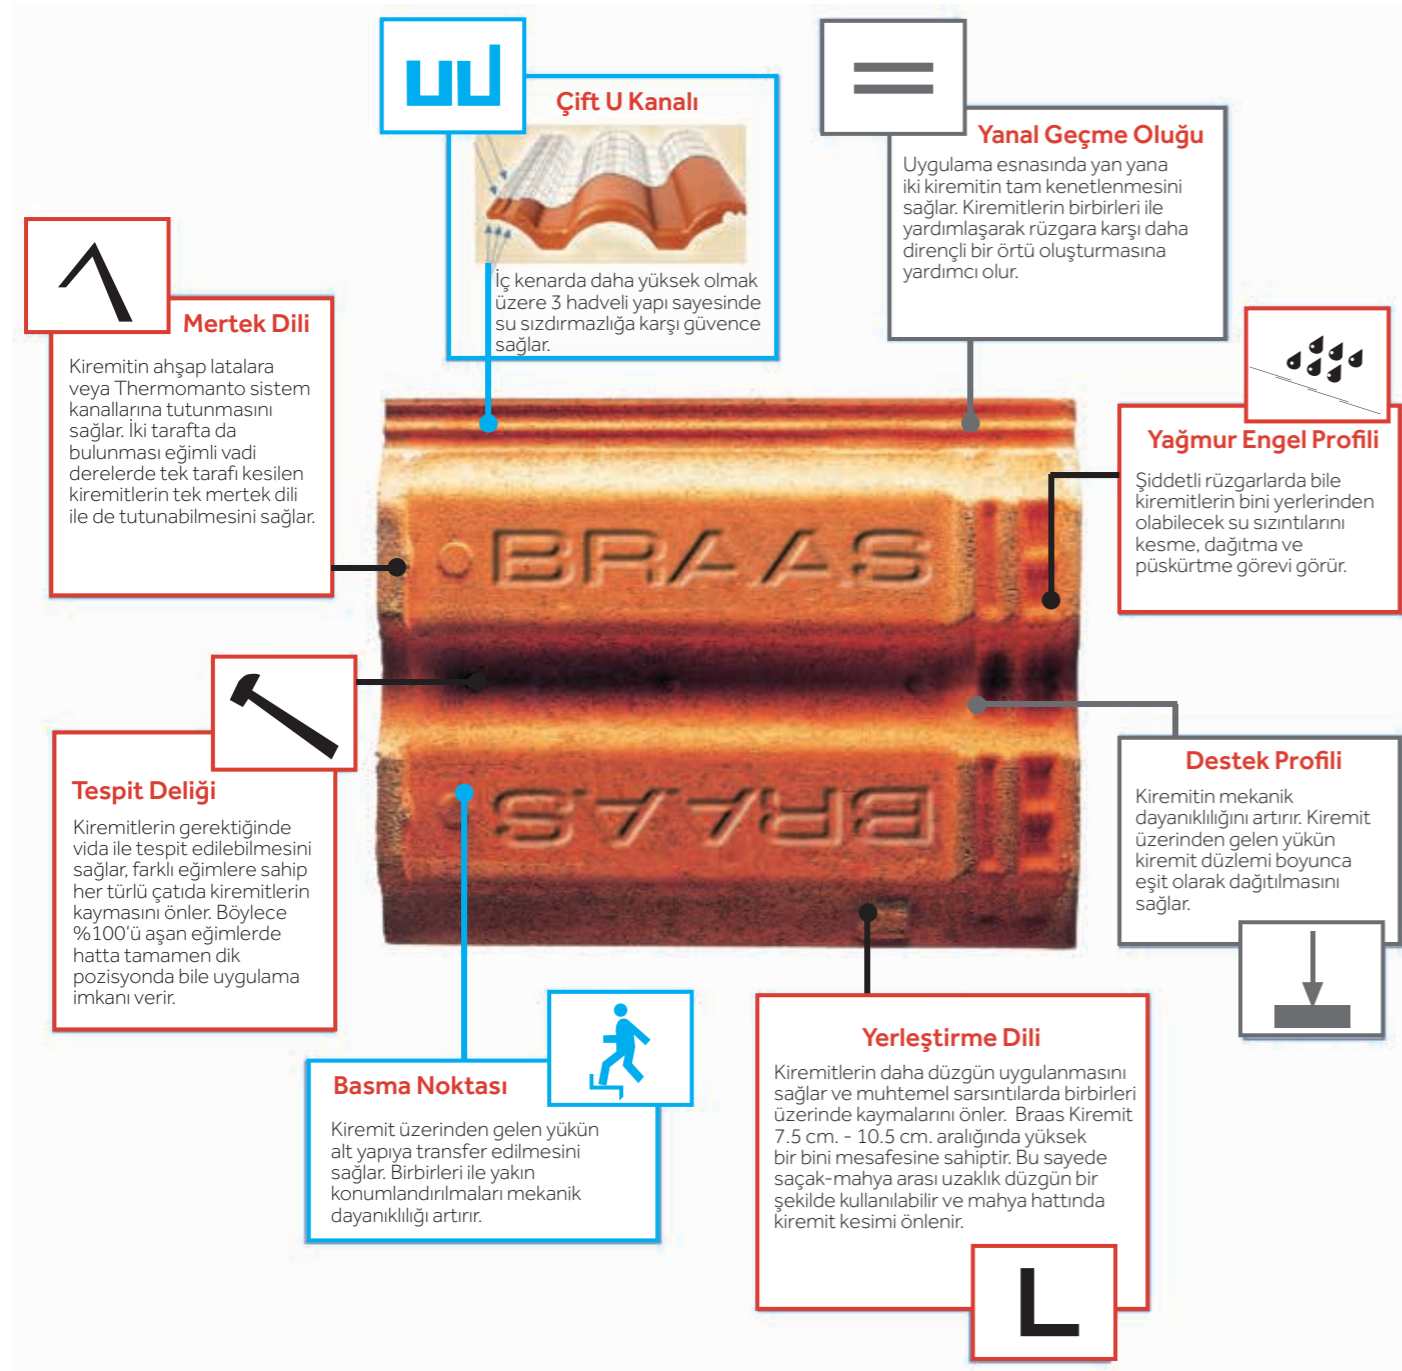 Çift U Kanalı
İç kenarda daha yüksek olmak
üzere 3 hadveli yapı sayesinde
su sızdırmazlığa karşı güvence
sağlar.
Yanal Geçme Oluğu
Uygulama esnasında yan yana
iki kiremitin tam kenetlenmesini
sağlar. Kiremitlerin birbirleri ile
yardımlaşarak rüzgara karşı daha
dirençli bir örtü oluşturmasına
yardımcı olur.
Mertek Dili
Kiremitin ahşap latalara
veya Thermomanto sistem
kanallarına tutunmasını
sağlar. İki tarafta da
bulunması eğimli vadi
derelerde tek tarafı kesilen
kiremitlerin tek mertek dili
ile de tutunabilmesini sağlar.
Yağmur Engel Profili
Şiddetli rüzgarlarda bile
kiremitlerin bini yerlerinden
olabilecek su sızıntılarını
kesme, dağıtma ve
püskürtme görevi görür.
BRAAS
BRAAS
Tespit Deliği
Kiremitlerin gerektiğinde
vida ile tespit edilebilmesini
sağlar, farklı eğimlere sahip
her türlü çatıda kiremitlerin
kaymasını önler. Böylece
%100'ü aşan eğimlerde
hatta tamamen dik
pozisyonda bile uygulama
imkanı verir.
Destek Profili
Kiremitin mekanik
dayanıklılığını artırır. Kiremit
üzerinden gelen yükün
kiremit düzlemi boyunca
eşit olarak dağıtılmasını
sağlar.
Basma Noktası
Kiremit üzerinden gelen yükün
alt yapıya transfer edilmesini
sağlar. Birbirleri ile yakın
konumlandırılmaları mekanik
dayanıklılığı artırır.
Yerleştirme Dili
Kiremitlerin daha düzgün uygulanmasını
sağlar ve muhtemel sarsıntılarda birbirleri
üzerinde kaymalarını önler. Braas Kiremit
7.5 cm. - 10.5 cm. aralığında yüksek
bir bini mesafesine sahiptir. Bu sayede
saçak-mahya arası uzaklık düzgün bir
şekilde kullanılabilir ve mahya hattında
kiremit kesimi önlenir.
L